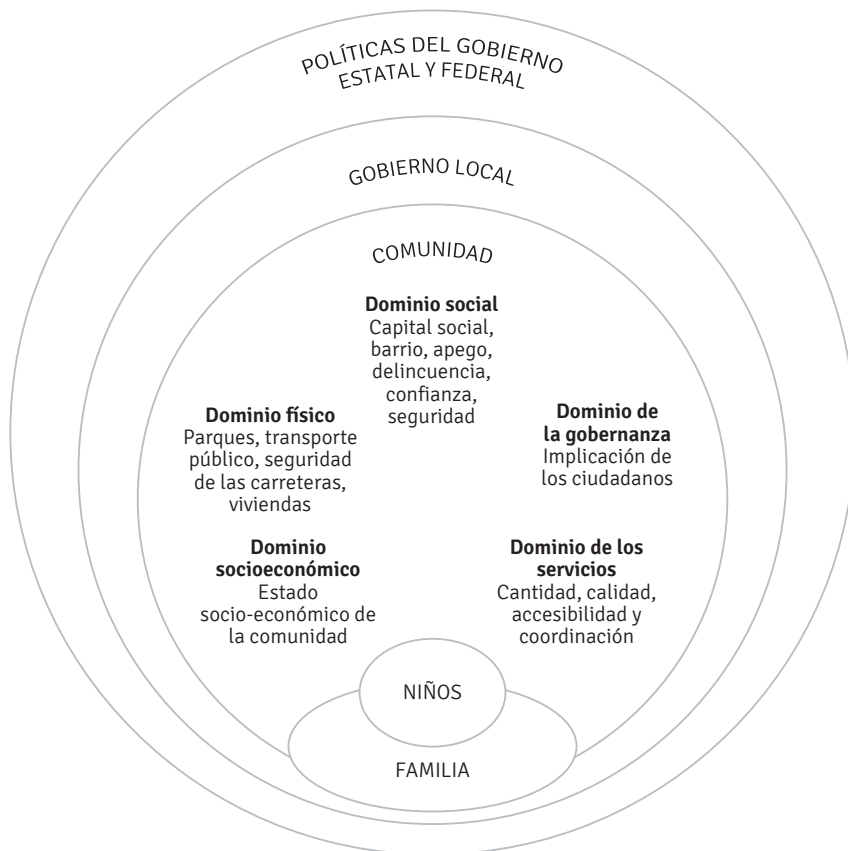 POLÍTICAS DEL GOBIERNO
ESTATAL Y FEDERAL
GOBIERNO LOCAL
COMUNIDAD
Dominio social
Capital social,
barrio, apego,
delincuencia,
confianza,
seguridad
Dominio físico
Parques, transporte
público, seguridad
de las carreteras,
viviendas
Dominio de
la gobernanza
Implicación de
los ciudadanos
Dominio
socioeconómico
Estado
socio-económico de
la comunidad
Dominio de los
servicios
Cantidad, calidad,
accesibilidad y
coordinación
NIÑOS
FAMILIA